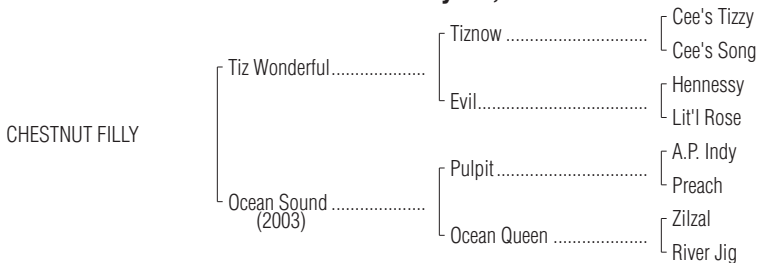 Cee's Tizzy
Tiznow ................................
Cee's Song
Tiz Wonderful.....................
Hennessy
Evil.......................................
Lit'l Rose
CHESTNUT FILLY
A.P. Indy
Pulpit...................................
Preach
Ocean Sound .....................
(2003)
Zilzal
Ocean Queen .....................
River Jig